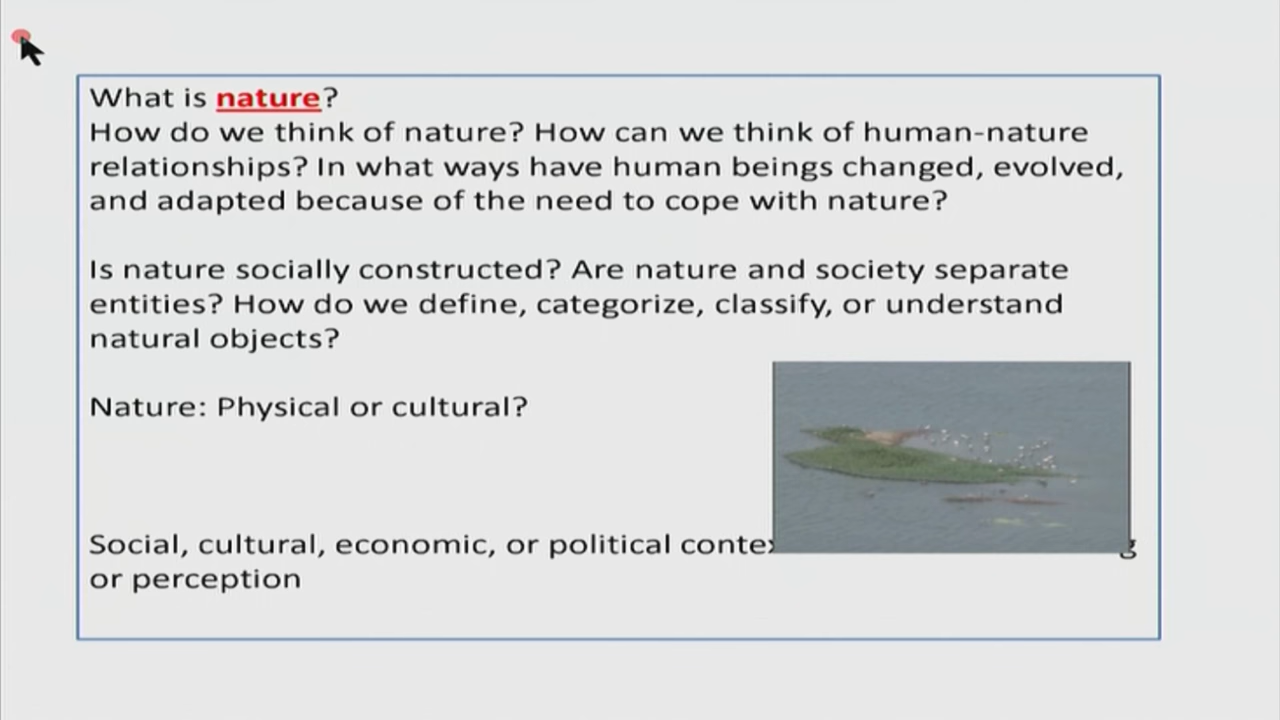 What is nature?
How do we think of nature? How can we think of human-nature
relationships? In what ways have human beings changed, evolved,
and adapted because of the need to cope with nature?
Is nature socially constructed? Are nature and society separate
entities? How do we define, categorize, classify, or understand
natural objects?
Nature: Physical or cultural?
Social, cultural, economic, or political
or perception